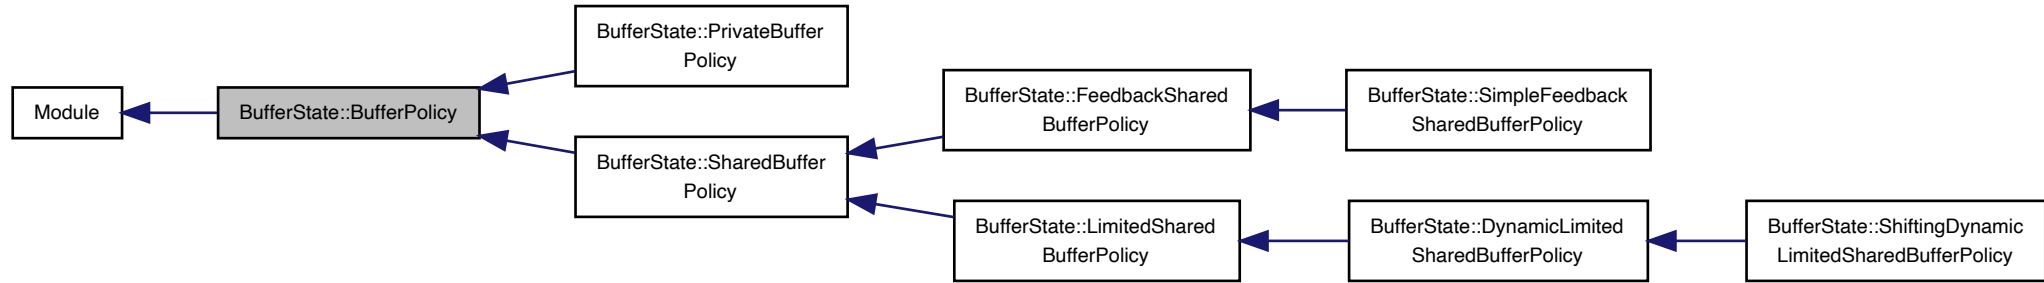 Module
BufferState::BufferPolicy
BufferState::PrivateBuffer
Policy
BufferState::SharedBuffer
Policy
BufferState::FeedbackShared
BufferPolicy
BufferState::SimpleFeedback
SharedBufferPolicy
BufferState::LimitedShared
BufferPolicy
BufferState::DynamicLimited
SharedBufferPolicy
BufferState::ShiftingDynamic
LimitedSharedBufferPolicy